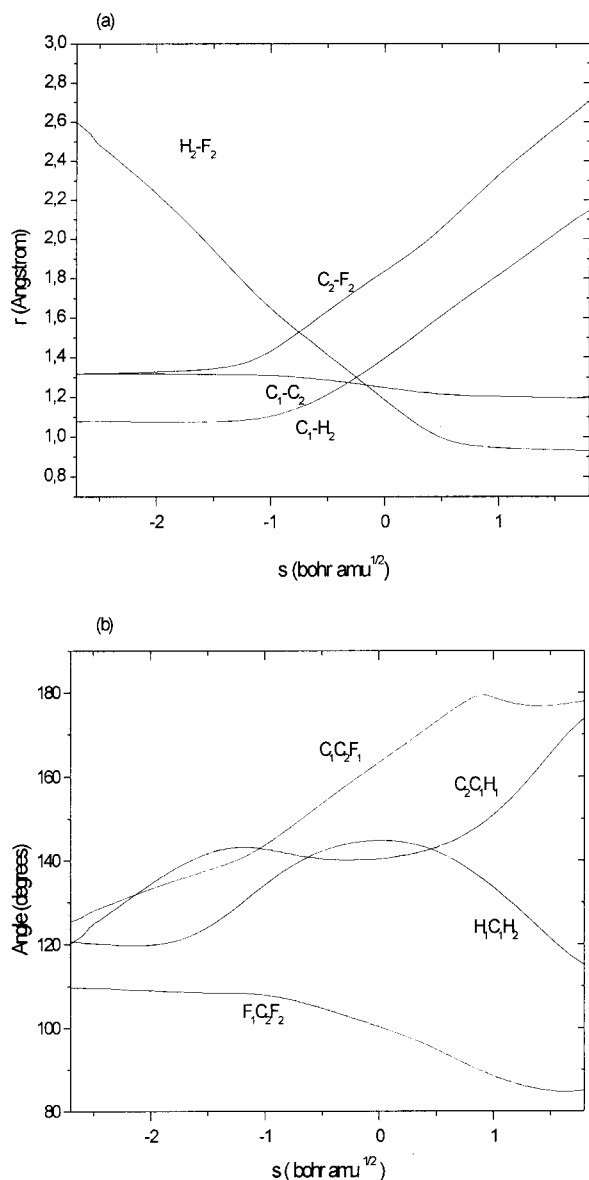 (a)
3,0
2,8
2,6
2,4
2,2
2,0
1,8
1,6
1,4
1,2
1,0
0,8
r (Angstrom)
H₂-F₂
C₂-F₂
C₁-C₂
C₁-H₂
-2 -1 0 1
s (bohr amu¹/²)
(b)
180
160
140
120
100
80
Angle (degrees)
C₁C₂F₁
C₂C₁H₁
H₁C₁H₂
F₁C₂F₂
-2 -1 0 1
s ( bohr amu¹/²)